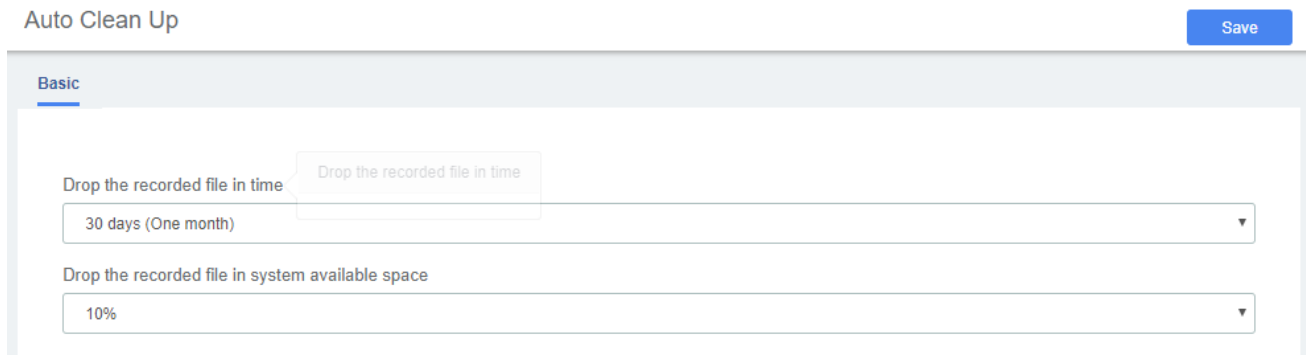 Auto Clean Up
Save
Basic
Drop the recorded file in time
Drop the recorded file in time
30 days (One month)
Drop the recorded file in system available space
10%